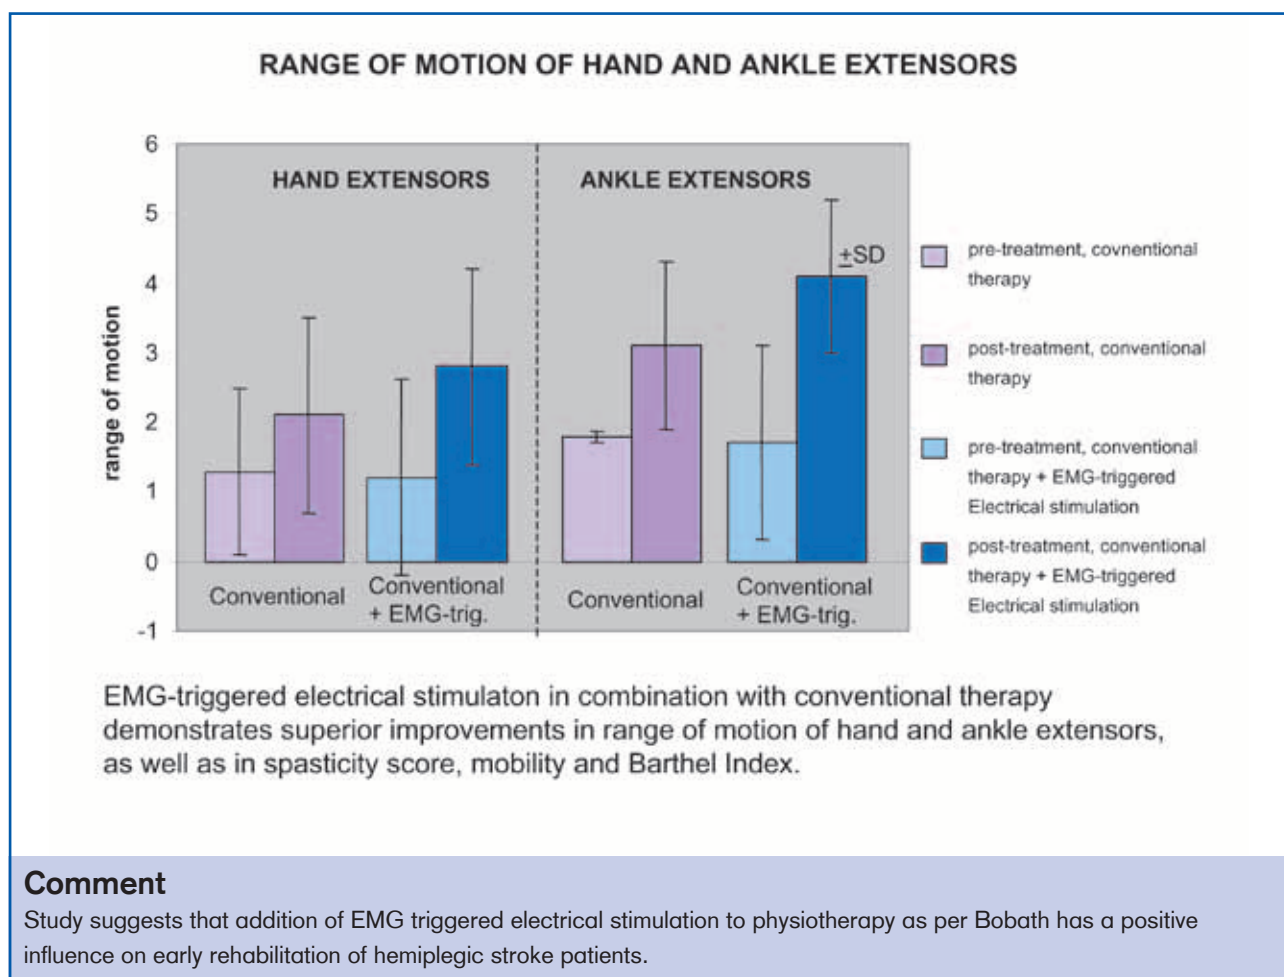 RANGE OF MOTION OF HAND AND ANKLE EXTENSORS
6
5
4
3
2
1
0
-1
range of motion
HAND EXTENSORS
ANKLE EXTENSORS
±SD
Conventional
Conventional
+ EMG-trig.
Conventional
Conventional
+ EMG-trig.
pre-treatment, covnentional
therapy
post-treatment, conventional
therapy
pre-treatment, conventional
therapy + EMG-triggered
Electrical stimulation
post-treatment, conventional
therapy + EMG-triggered
Electrical stimulation
EMG-triggered electrical stimulaton in combination with conventional therapy
demonstrates superior improvements in range of motion of hand and ankle extensors,
as well as in spasticity score, mobility and Barthel Index.
Comment
Study suggests that addition of EMG triggered electrical stimulation to physiotherapy as per Bobath has a positive
influence on early rehabilitation of hemiplegic stroke patients.